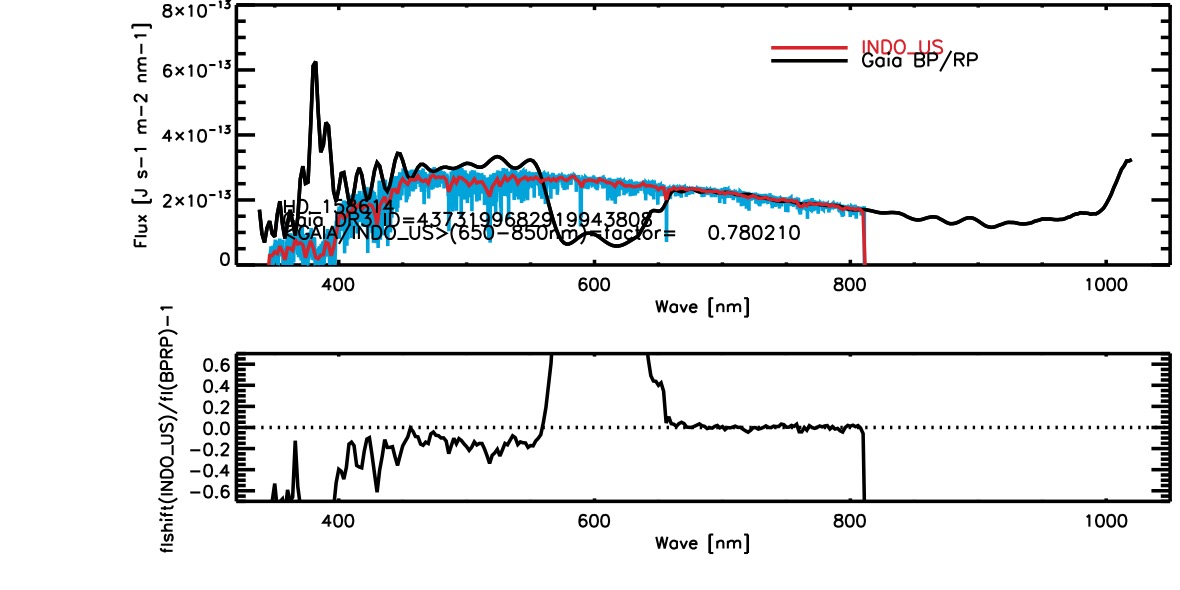 8×10−13
6×10−13
4×10−13
2×10−13
0
Flux [J s−1 m−2 nm−1]
INDO_US
Gaia BP/RP
HD_158614
Gaia DR3 iD=4373199682919943808
<GAIA/INDO_US>(650−850nm)=factor= 0.780210
400 600 800 1000
Wave [nm]
flshift(INDO_US)/fl(BPRP)−1
0.6
0.4
0.2
0.0
−0.2
−0.4
−0.6
400 600 800 1000
Wave [nm]